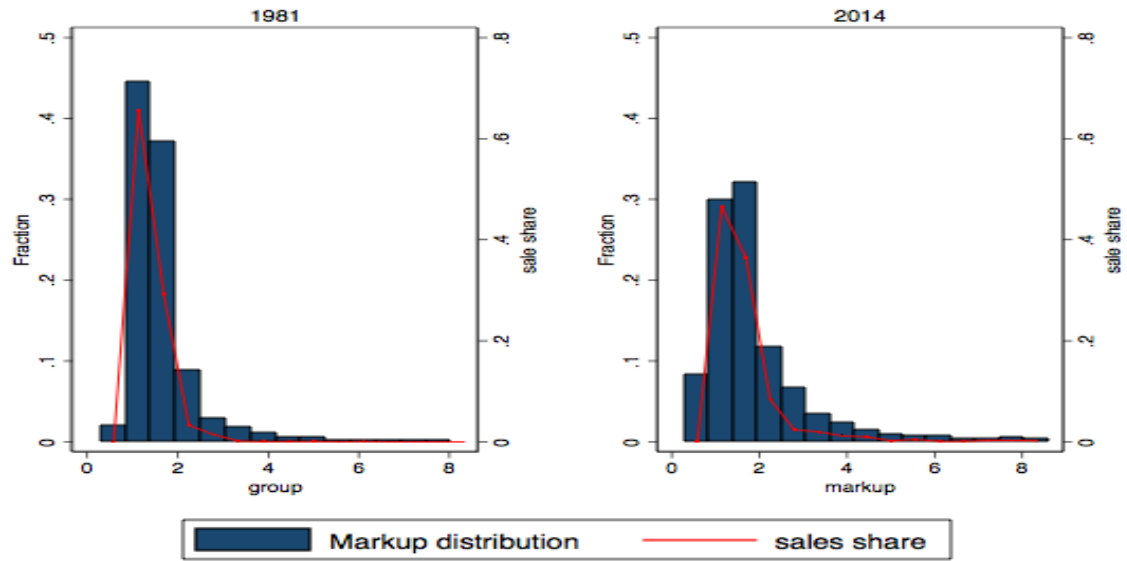 1981
.5
.4
.3
.2
.1
0
Fraction
.8
.6
.4
.2
0
sale share
0 2 4 6 8
group
2014
.5
.4
.3
.2
.1
0
Fraction
.8
.6
.4
.2
0
sale share
0 2 4 6 8
markup
Markup distribution
sales share